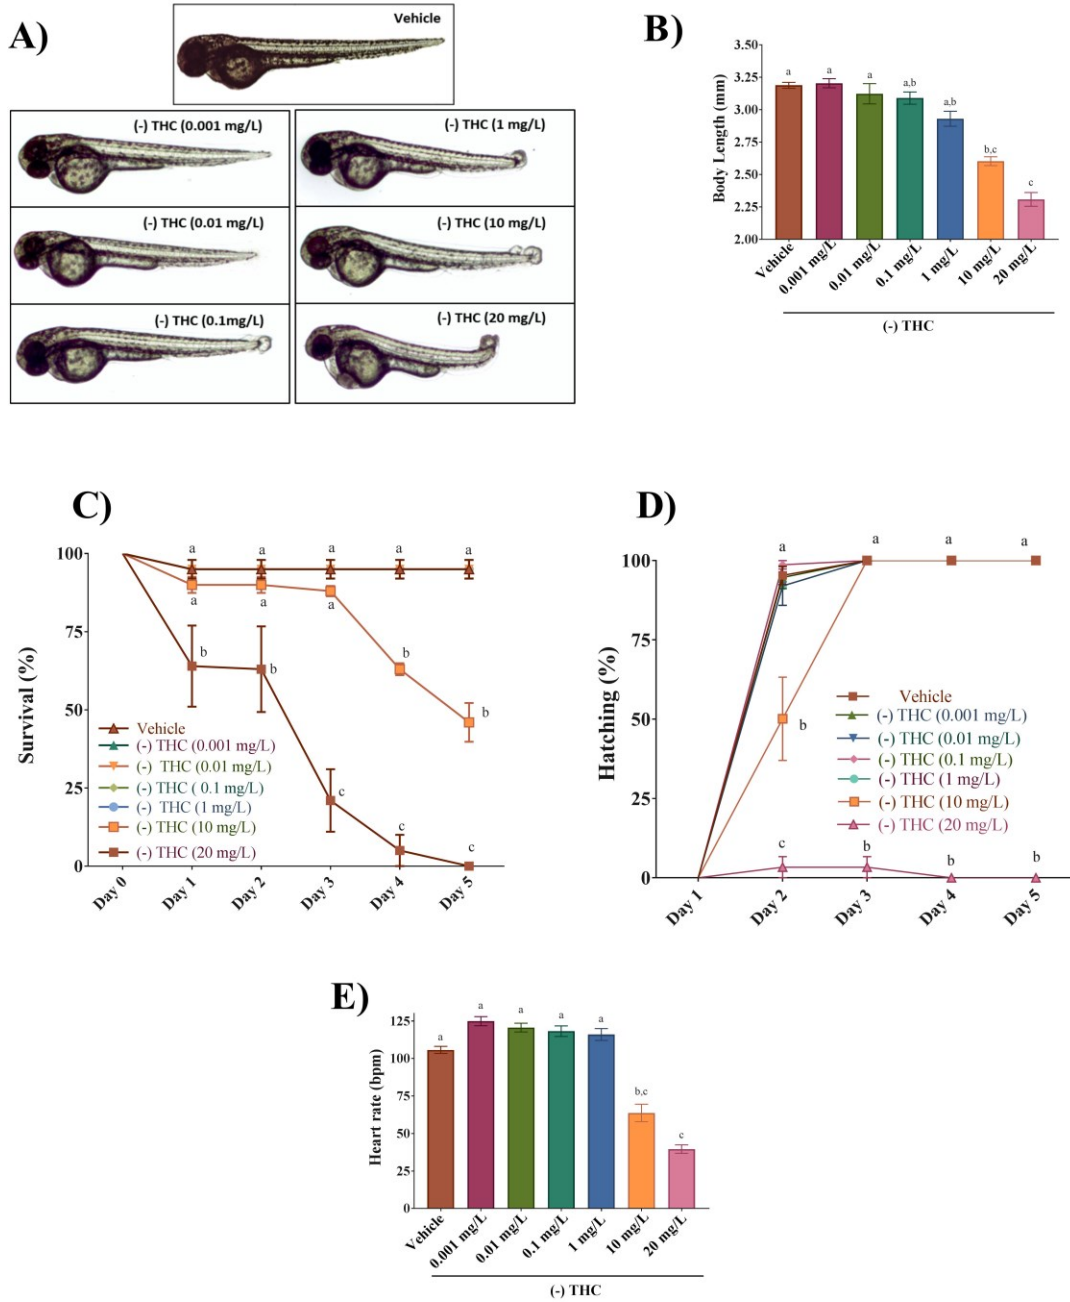 A)
Vehicle
(-) THC (0.001 mg/L)
(-) THC (1 mg/L)
(-) THC (0.01 mg/L)
(-) THC (10 mg/L)
(-) THC (0.1mg/L)
(-) THC (20 mg/L)
B)
Body Length (mm)
3.50
3.25
3.00
2.75
2.50
2.25
2.00
a
a
a
a,b
a,b
b,c
c
Vehicle
0.001 mg/L
0.01 mg/L
0.1 mg/L
1 mg/L
10 mg/L
20 mg/L
(-) THC
C)
Survival (%)
100
75
50
25
0
a
a
a
a
a
a
a
a
b
b
b
b
c
c
c
Vehicle
(-) THC (0.001 mg/L)
(-) THC (0.01 mg/L)
(-) THC ( 0.1 mg/L)
(-) THC (1 mg/L)
(-) THC (10 mg/L)
(-) THC (20 mg/L)
Day 0
Day 1
Day 2
Day 3
Day 4
Day 5
D)
Hatching (%)
100
75
50
25
0
a
a
a
a
b
c
b
b
b
Vehicle
(-) THC (0.001 mg/L)
(-) THC (0.01 mg/L)
(-) THC (0.1 mg/L)
(-) THC (1 mg/L)
(-) THC (10 mg/L)
(-) THC (20 mg/L)
Day 1
Day 2
Day 3
Day 4
Day 5
E)
Heart rate (bpm)
125
100
75
50
25
0
a
a
a
a
a
b,c
c
Vehicle
0.001 mg/L
0.01 mg/L
0.1 mg/L
1 mg/L
10 mg/L
20 mg/L
(-) THC